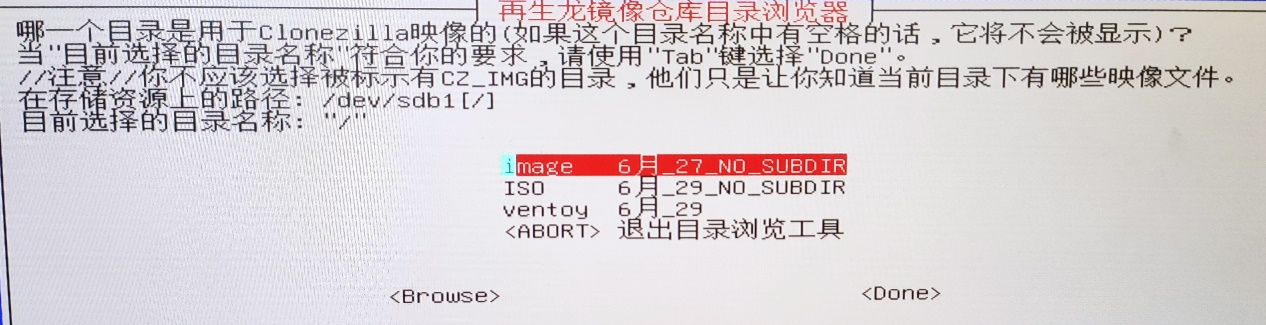 再生龙镜像仓库目录浏览器
哪一个目录是用于Clonezilla映像的(如果这个目录名称中有空格的话，它将不会被显示)?
当"目前选择的目录名称"符合你的要求，请使用"Tab"键选择"Done"。
//注意//你不应该选择被标示有CZ_IMG的目录，他们只是让你知道当前目录下有哪些映像文件。
在存储资源上的路径: /dev/sdb1[/]
目前选择的目录名称: "/"
image 6月_27_NO_SUBDIR
ISO 6月_29_NO_SUBDIR
ventoy 6月_29
<ABORT> 退出目录浏览工具
<Browse> <Done>